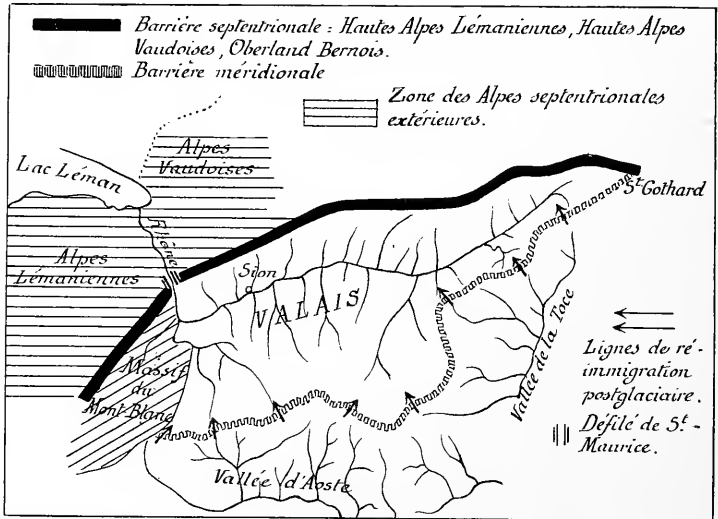 Barrière septentrionale : Hautes Alpes Lémaniennes, Hautes Alpes
Vaudoises, Oberland Bernois.
Barrière méridionale
Zone des Alpes septentrionales
extérieures.
Alpes
Vaudoises
Lac Léman
St Gothard
Rhône
Alpes
Lémaniennes
Sion
VALAIS
Massif
du
Mont Blanc
Vallée de la Toce
Lignes de ré-
immigration
postglaciaire.
Défilé de St-
Maurice.
Vallée d'Aoste